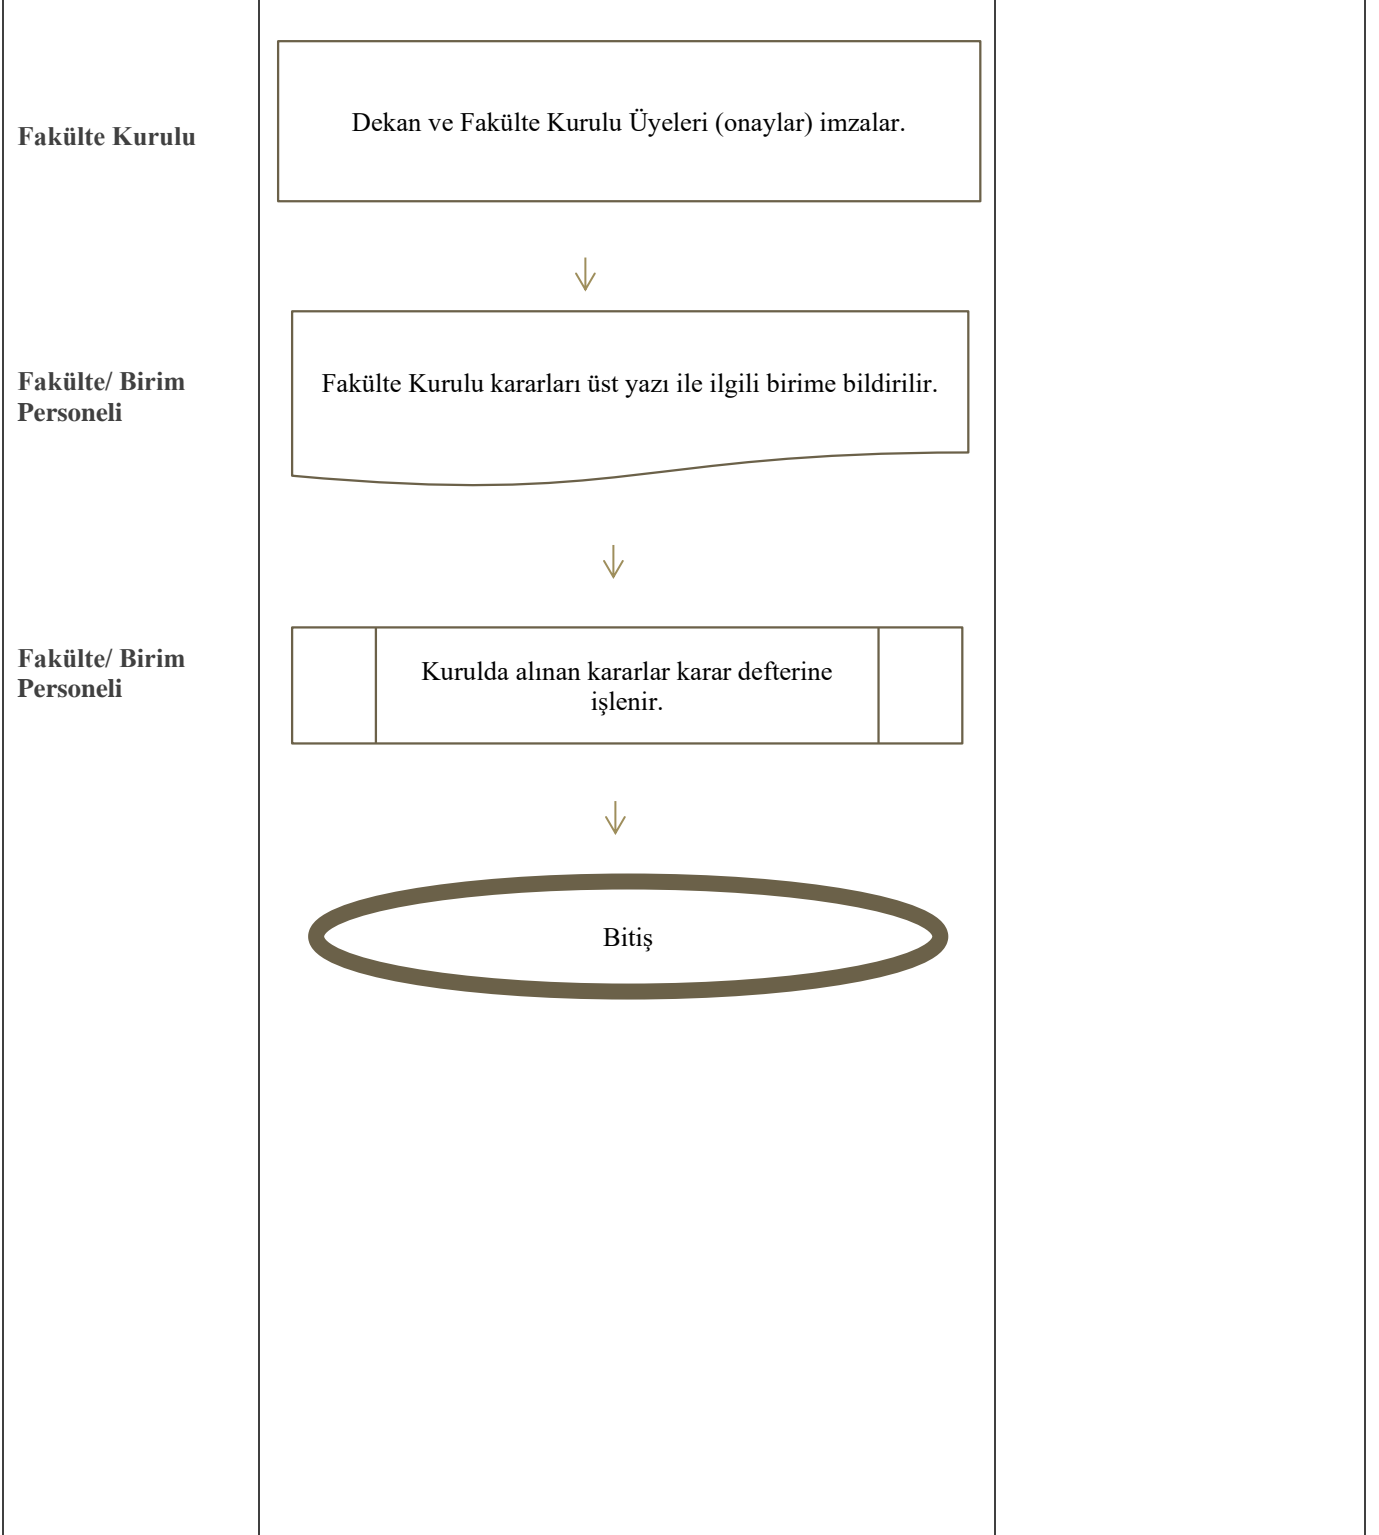 Fakülte Kurulu
Dekan ve Fakülte Kurulu Üyeleri (onaylar) imzalar.
Fakülte/ Birim
Personeli
Fakülte Kurulu kararları üst yazı ile ilgili birime bildirilir.
Fakülte/ Birim
Personeli
Kurulda alınan kararlar karar defterine
işlenir.
Bitiş